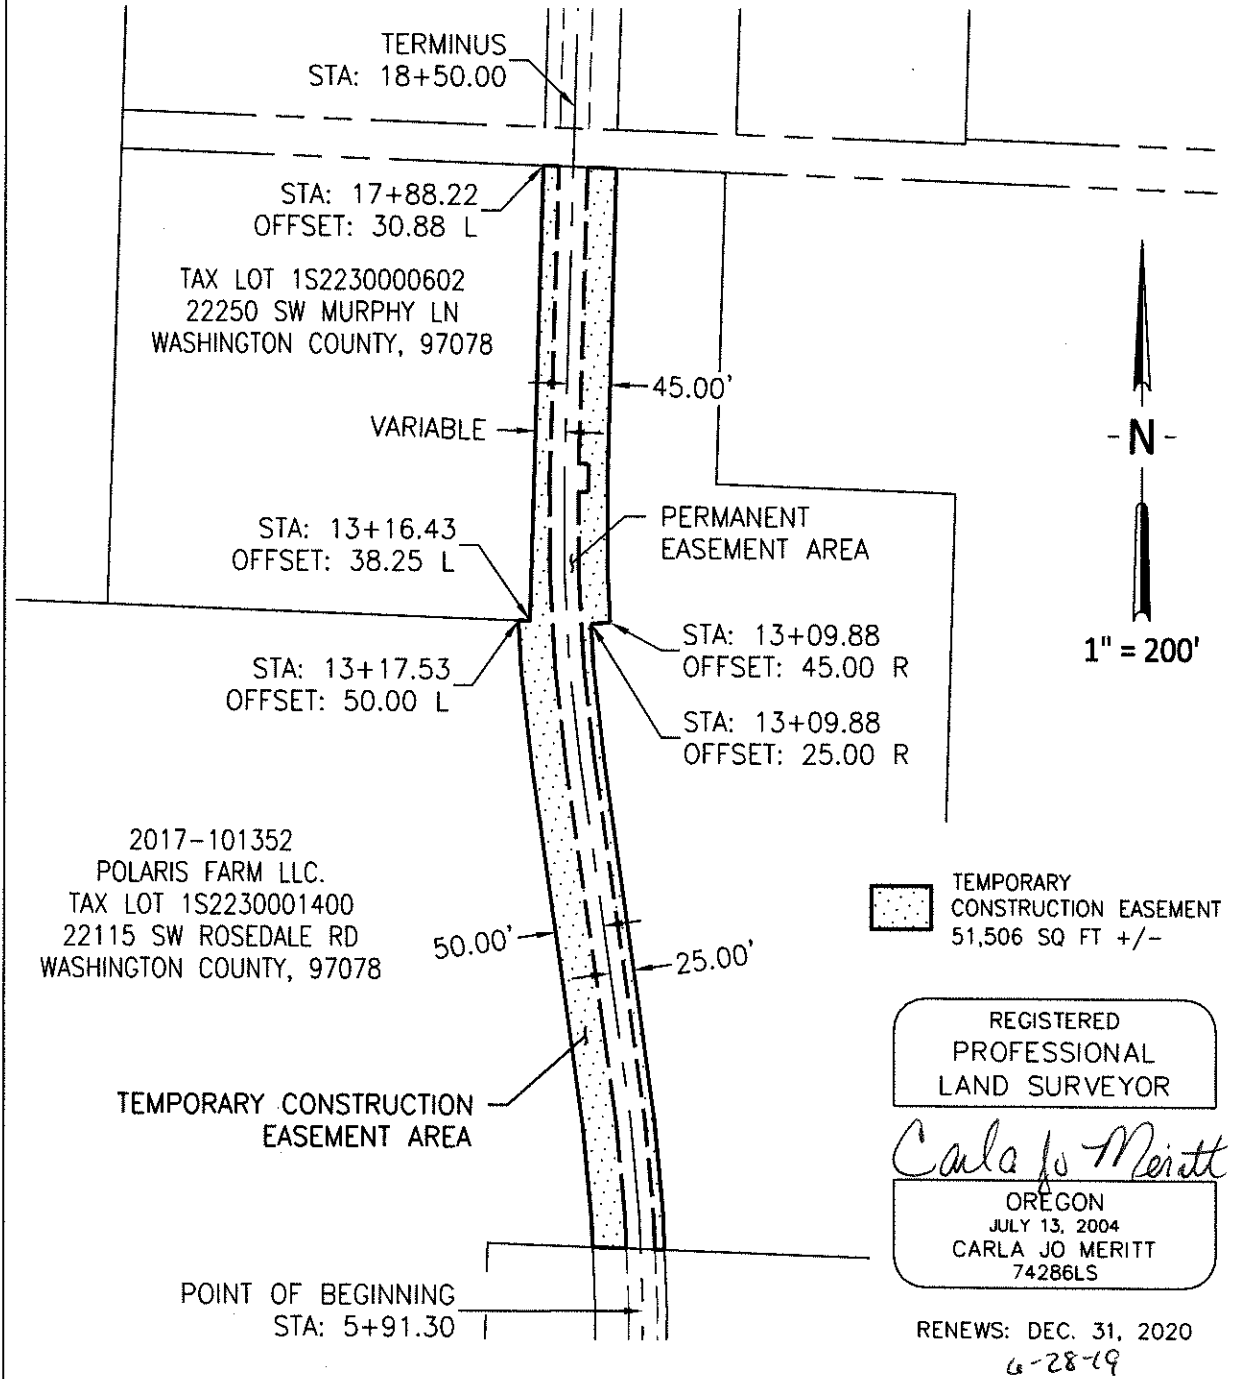 TERMINUS
STA: 18+50.00
STA: 17+88.22
OFFSET: 30.88 L
TAX LOT 1S2230000602
22250 SW MURPHY LN
WASHINGTON COUNTY, 97078
45.00'
VARIABLE
- N -
STA: 13+16.43
OFFSET: 38.25 L
PERMANENT
EASEMENT AREA
STA: 13+09.88
OFFSET: 45.00 R
1" = 200'
STA: 13+17.53
OFFSET: 50.00 L
STA: 13+09.88
OFFSET: 25.00 R
2017-101352
POLARIS FARM LLC.
TAX LOT 1S2230001400
22115 SW ROSEDALE RD
WASHINGTON COUNTY, 97078
50.00'
25.00'
TEMPORARY
CONSTRUCTION EASEMENT
51,506 SQ FT +/-
TEMPORARY CONSTRUCTION
EASEMENT AREA
REGISTERED
PROFESSIONAL
LAND SURVEYOR
Carla Jo Meritt
OREGON
JULY 13, 2004
CARLA JO MERITT
74286LS
POINT OF BEGINNING
STA: 5+91.30
RENEWS: DEC. 31, 2020
6-28-19